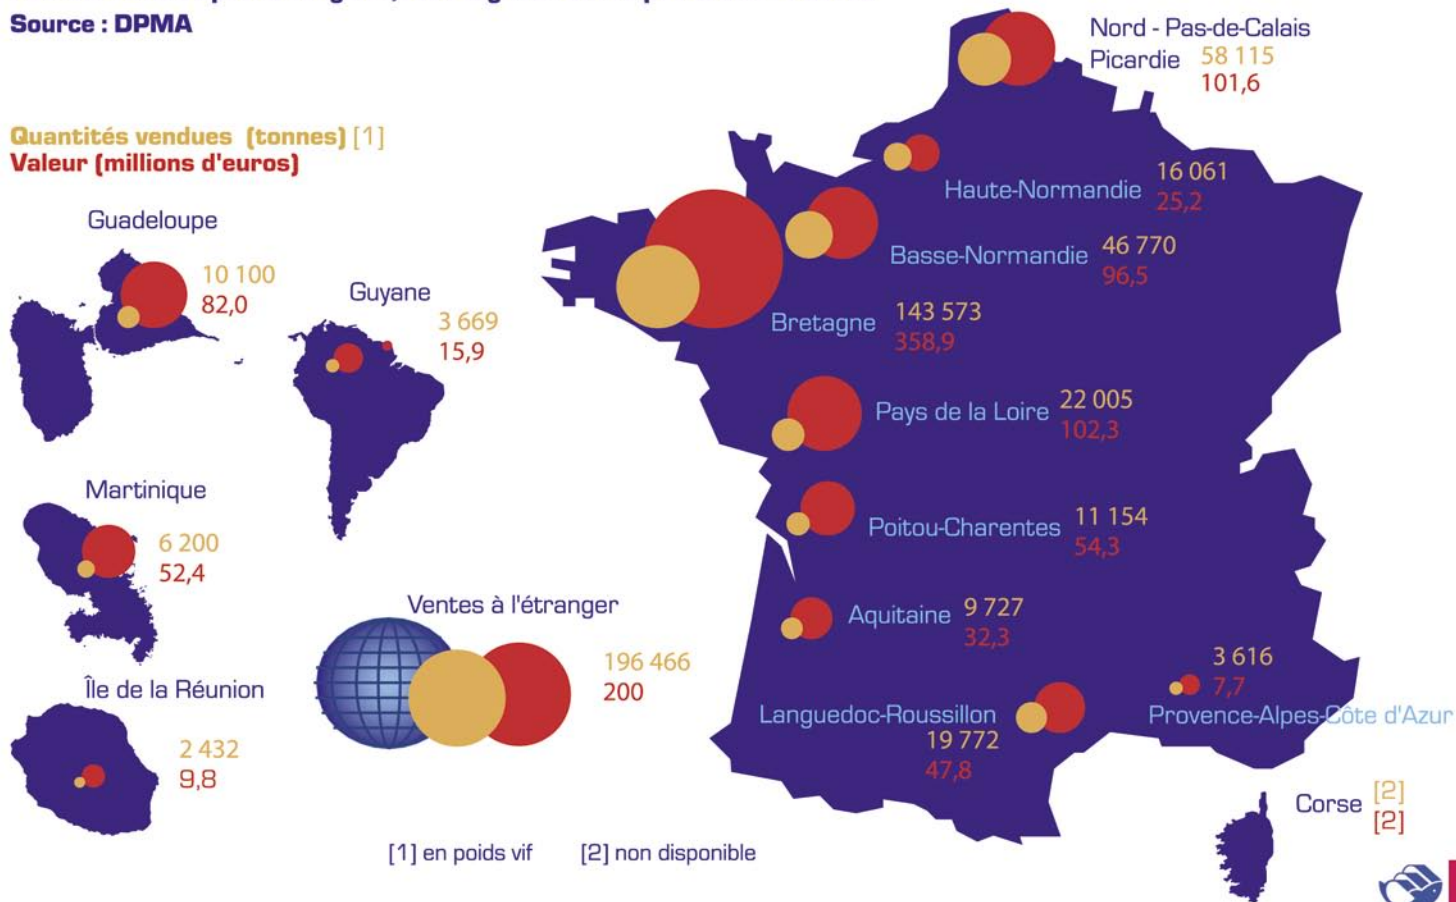 Source : DPMA
Quantités vendues (tonnes) [1]
Valeur (millions d'euros)
Nord - Pas-de-Calais
Picardie 58 115
101,6
Haute-Normandie 16 061
25,2
Basse-Normandie 46 770
96,5
Bretagne 143 573
358,9
Pays de la Loire 22 005
102,3
Poitou-Charentes 11 154
54,3
Aquitaine 9 727
32,3
Languedoc-Roussillon
19 772
47,8
3 616
7,7
Provence-Alpes-Côte d'Azur
Corse [2]
[2]
Guadeloupe
10 100
82,0
Guyane
3 669
15,9
Martinique
6 200
52,4
Île de la Réunion
2 432
9,8
Ventes à l'étranger
196 466
200
[1] en poids vif [2] non disponible